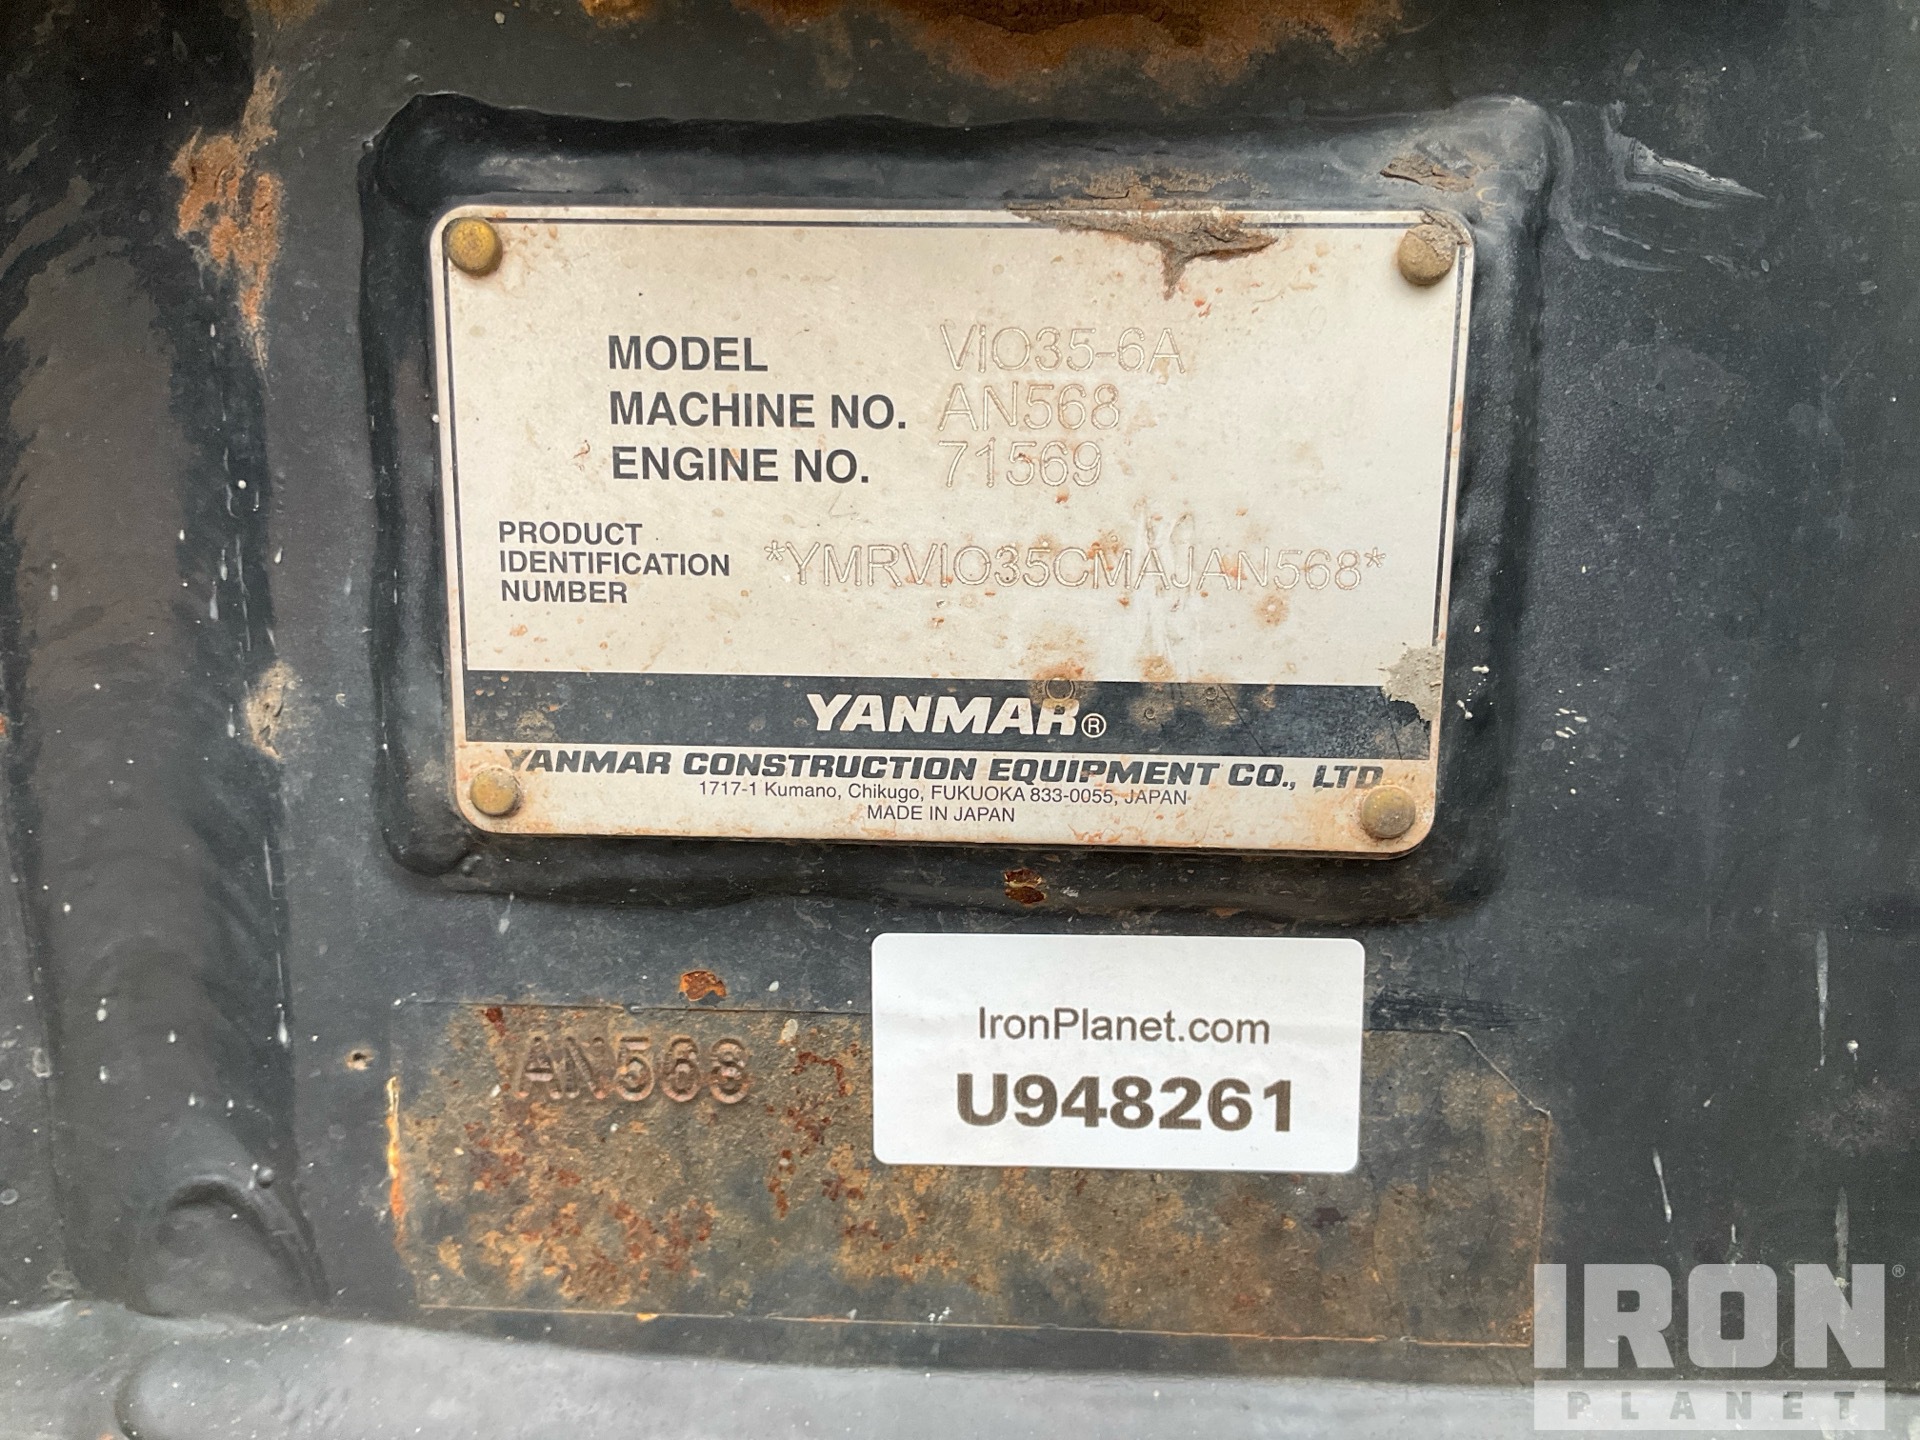 MODEL ViO35-6A
MACHINE NO. AN568
ENGINE NO. 71569
PRODUCT
IDENTIFICATION
NUMBER
*YMRVIO35CMAJAN568*
YANMAR®
YANMAR CONSTRUCTION EQUIPMENT CO., LTD
1717-1 Kumano, Chikugo, FUKUOKA 833-0055, JAPAN
MADE IN JAPAN
AN568
IronPlanet.com
U948261
IRON®
PLANET